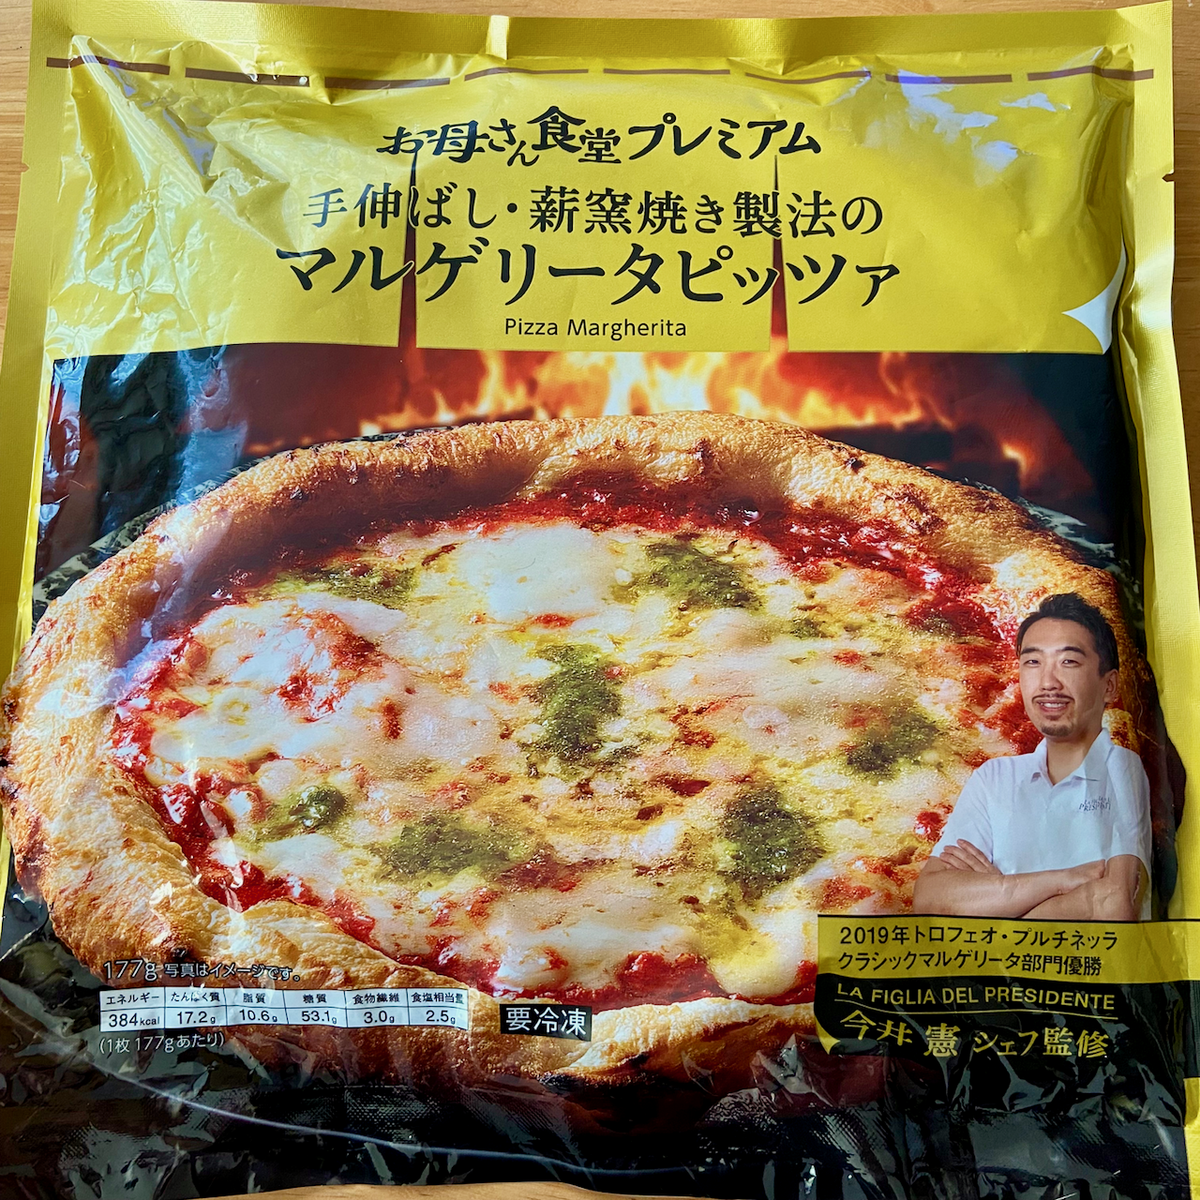 お母さん食堂プレミアム
手伸ばし・薪窯焼き製法の
マルゲリータピッツァ
Pizza Margherita
2019年トロフェオ・プルチネッラ
クラシックマルゲリータ部門優勝
LA FIGLIA DEL PRESIDENTE
今井 憲 シェフ監修
177g 写真はイメージです。
エネルギー たんぱく質 脂質 糖質 食物繊維 食塩相当量
384kcal 17.2g 10.6g 53.1g 3.0g 2.5g
(1枚 177gあたり)
要冷凍